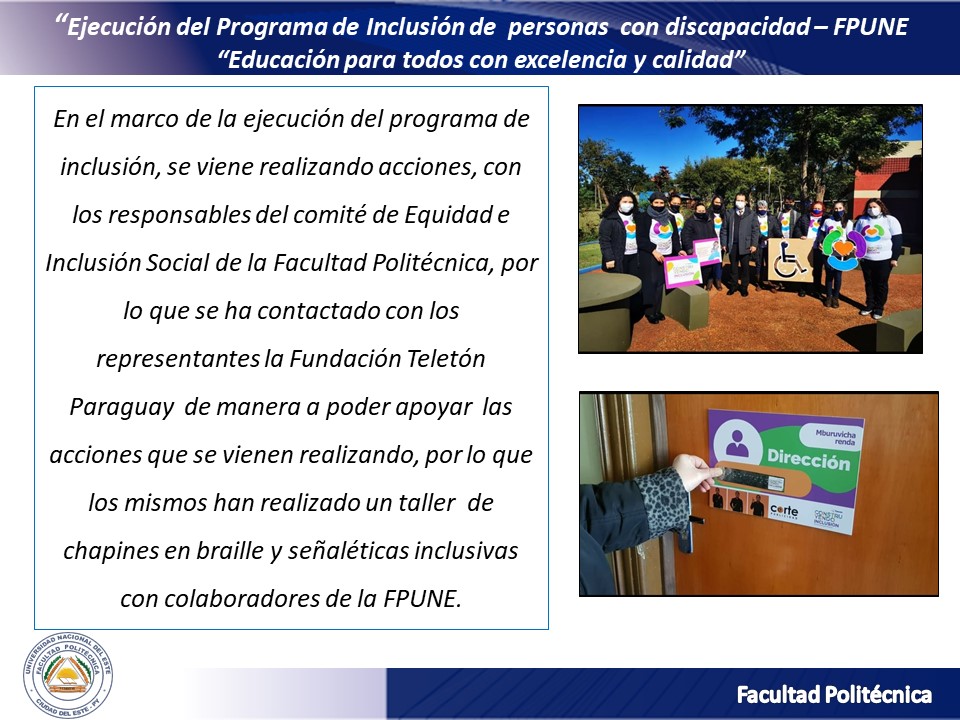 “Ejecución del Programa de Inclusión de personas con discapacidad – FPUNE
“Educación para todos con excelencia y calidad”
En el marco de la ejecución del programa de
inclusión, se viene realizando acciones, con
los responsables del comité de Equidad e
Inclusión Social de la Facultad Politécnica, por
lo que se ha contactado con los
representantes la Fundación Teletón
Paraguay de manera a poder apoyar las
acciones que se vienen realizando, por lo que
los mismos han realizado un taller de
chapines en braille y señaléticas inclusivas
con colaboradores de la FPUNE.
Mburuvicha
renda
Dirección
corte
CONSTRU
YENDO
INCLUSIÓN
UNIVERSIDAD NACIONAL DEL ESTE
FACULTAD POLITÉCNICA
CIUDAD DEL ESTE - PY
Facultad Politécnica